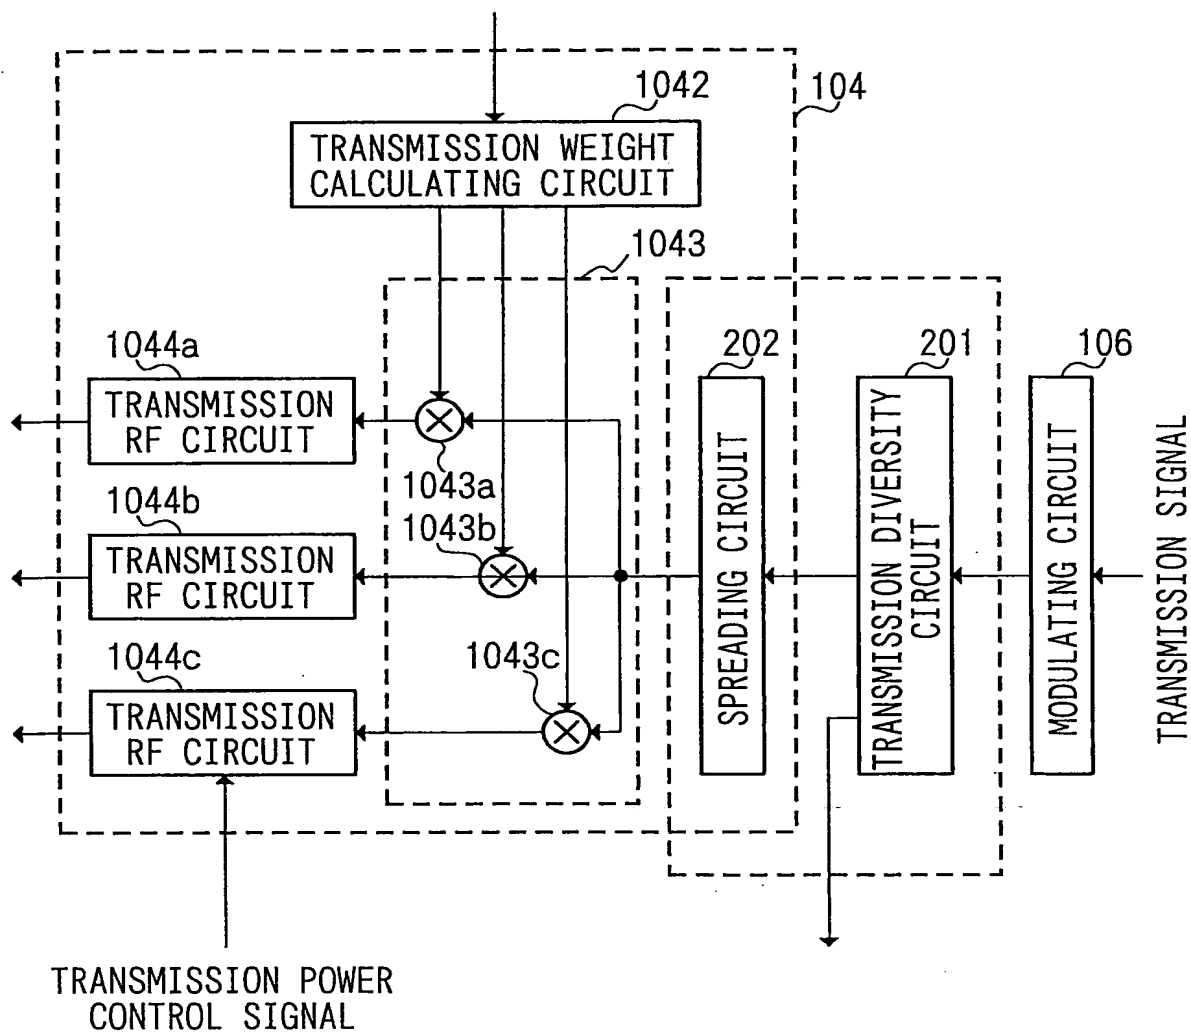 1042
104
TRANSMISSION WEIGHT
CALCULATING CIRCUIT
1043
1044a
TRANSMISSION
RF CIRCUIT
1043a
1044b
TRANSMISSION
RF CIRCUIT
1043b
1044c
TRANSMISSION
RF CIRCUIT
1043c
202
SPREADING CIRCUIT
201
TRANSMISSION DIVERSITY
CIRCUIT
106
MODULATING CIRCUIT
TRANSMISSION SIGNAL
TRANSMISSION POWER
CONTROL SIGNAL